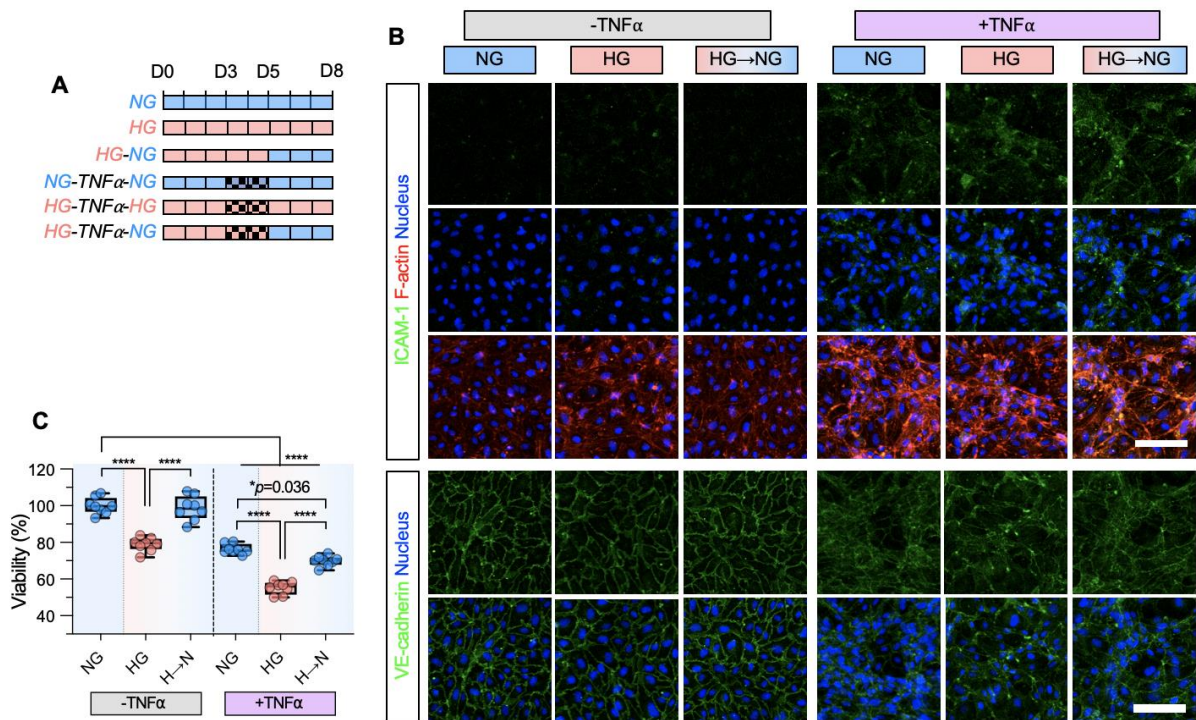 A
D0 D3 D5 D8
NG
HG
HG-NG
NG-TNFα-NG
HG-TNFα-HG
HG-TNFα-NG
B
-TNFα +TNFα
NG HG HG→NG NG HG HG→NG
ICAM-1 F-actin Nucleus
VE-cadherin Nucleus
C
Viability (%)
120
100
80
60
40
**** ****
****
*p=0.036
**** ****
NG HG H→N NG HG H→N
-TNFα +TNFα